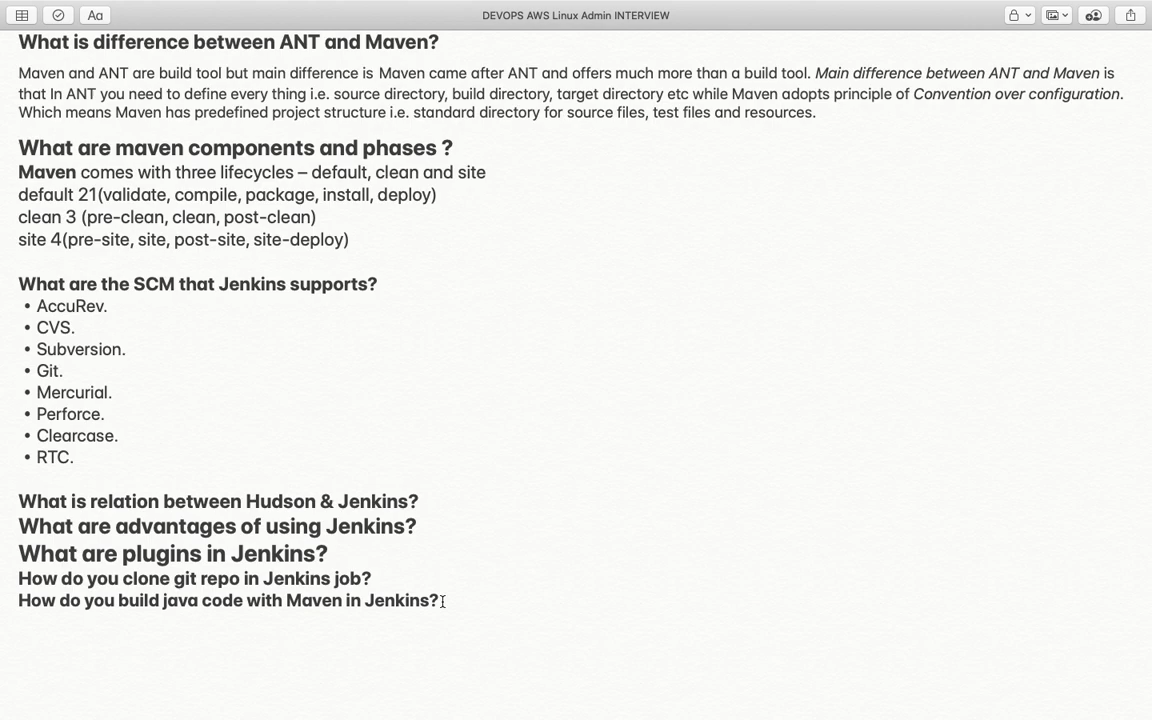 Aa
DEVOPS AWS Linux Admin INTERVIEW
What is difference between ANT and Maven?
Maven and ANT are build tool but main difference is Maven came after ANT and offers much more than a build tool. Main difference between ANT and Maven is
that In ANT you need to define every thing i.e. source directory, build directory, target directory etc while Maven adopts principle of Convention over configuration.
Which means Maven has predefined project structure i.e. standard directory for source files, test files and resources.
What are maven components and phases ?
Maven comes with three lifecycles – default, clean and site
default 21(validate, compile, package, install, deploy)
clean 3 (pre-clean, clean, post-clean)
site 4(pre-site, site, post-site, site-deploy)
What are the SCM that Jenkins supports?
• AccuRev.
• CVS.
• Subversion.
• Git.
• Mercurial.
• Perforce.
• Clearcase.
• RTC.
What is relation between Hudson & Jenkins?
What are advantages of using Jenkins?
What are plugins in Jenkins?
How do you clone git repo in Jenkins job?
How do you build java code with Maven in Jenkins?